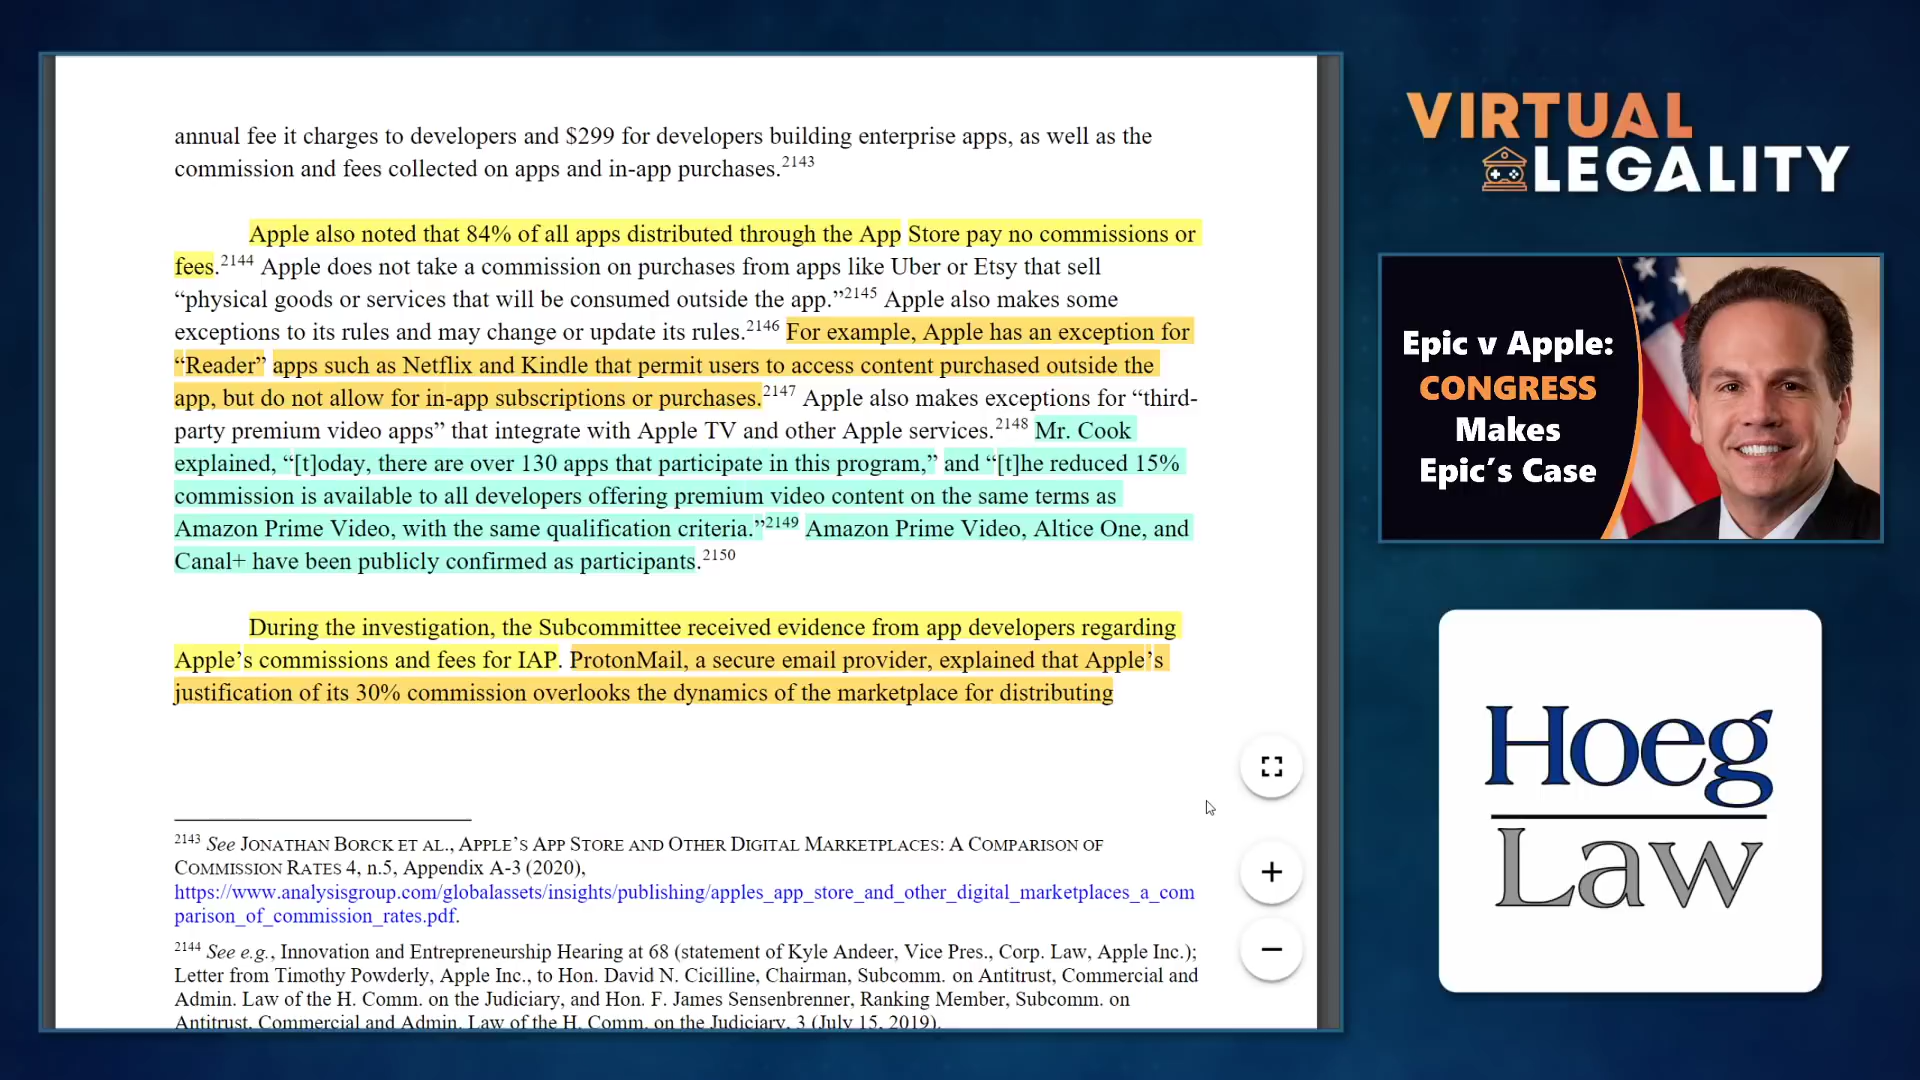 annual fee it charges to developers and $299 for developers building enterprise apps, as well as the
commission and fees collected on apps and in-app purchases.2143
Apple also noted that 84% of all apps distributed through the App Store pay no commissions or
fees.2144 Apple does not take a commission on purchases from apps like Uber or Etsy that sell
“physical goods or services that will be consumed outside the app.”2145 Apple also makes some
exceptions to its rules and may change or update its rules.2146 For example, Apple has an exception for
“Reader” apps such as Netflix and Kindle that permit users to access content purchased outside the
app, but do not allow for in-app subscriptions or purchases.2147 Apple also makes exceptions for “third-
party premium video apps” that integrate with Apple TV and other Apple services.2148 Mr. Cook
explained, “[t]oday, there are over 130 apps that participate in this program,” and “[t]he reduced 15%
commission is available to all developers offering premium video content on the same terms as
Amazon Prime Video, with the same qualification criteria.”2149 Amazon Prime Video, Altice One, and
Canal+ have been publicly confirmed as participants.2150
During the investigation, the Subcommittee received evidence from app developers regarding
Apple’s commissions and fees for IAP. ProtonMail, a secure email provider, explained that Apple’s
justification of its 30% commission overlooks the dynamics of the marketplace for distributing
2143 See JONATHAN BORCK ET AL., APPLE’S APP STORE AND OTHER DIGITAL MARKETPLACES: A COMPARISON OF
COMMISSION RATES 4, n.5, Appendix A-3 (2020),
https://www.analysisgroup.com/globalassets/insights/publishing/apples_app_store_and_other_digital_marketplaces_a_com
parison_of_commission_rates.pdf.
2144 See e.g., Innovation and Entrepreneurship Hearing at 68 (statement of Kyle Andeer, Vice Pres., Corp. Law, Apple Inc.);
Letter from Timothy Powderly, Apple Inc., to Hon. David N. Cicilline, Chairman, Subcomm. on Antitrust, Commercial and
Admin. Law of the H. Comm. on the Judiciary, and Hon. F. James Sensenbrenner, Ranking Member, Subcomm. on
Antitrust, Commercial and Admin. Law of the H. Comm. on the Judiciary, 3 (July 15, 2019).
VIRTUAL
LEGALITY
Epic v Apple:
CONGRESS
Makes
Epic’s Case
Hoeg
Law